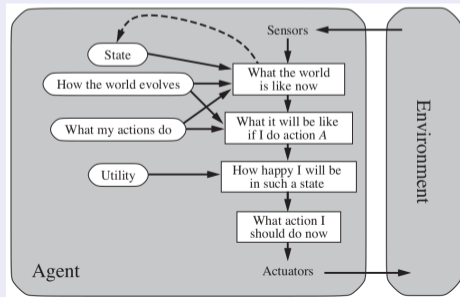 Sensors
State
What the world
is like now
How the world evolves
What my actions do
What it will be like
if I do action A
Utility
How happy I will be
in such a state
What action I
should do now
Agent
Actuators
Environment